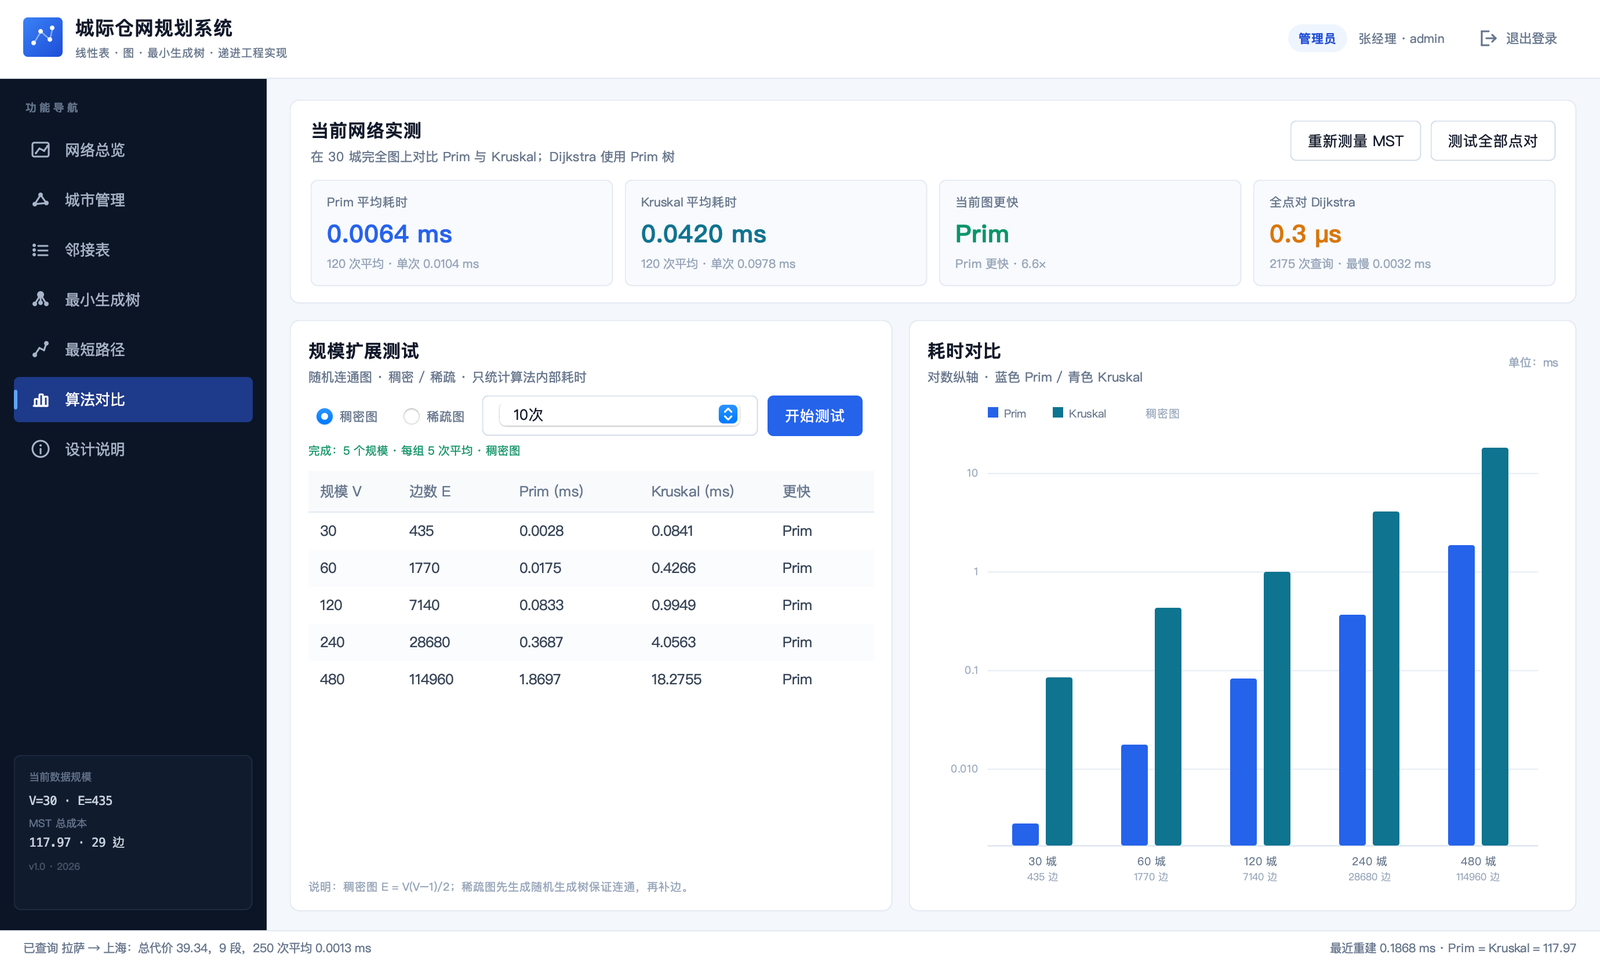 城际仓网规划系统
线性表 · 图 · 最小生成树 · 递进工程实现
管理员
张经理 · admin
退出登录
功能导航
网络总览
城市管理
邻接表
最小生成树
最短路径
算法对比
设计说明
当前数据规模
V=30 · E=435
MST 总成本
117.97 · 29 边
v1.0 · 2026
当前网络实测
在 30 城完全图上对比 Prim 与 Kruskal；Dijkstra 使用 Prim 树
重新测量 MST
测试全部点对
Prim 平均耗时
0.0064 ms
120 次平均 · 单次 0.0104 ms
Kruskal 平均耗时
0.0420 ms
120 次平均 · 单次 0.0978 ms
当前图更快
Prim
Prim 更快 · 6.6×
全点对 Dijkstra
0.3 µs
2175 次查询 · 最慢 0.0032 ms
规模扩展测试
随机连通图 · 稠密 / 稀疏 · 只统计算法内部耗时
稠密图
稀疏图
10次
开始测试
完成：5 个规模 · 每组 5 次平均 · 稠密图
规模 V 边数 E Prim (ms) Kruskal (ms) 更快
30 435 0.0028 0.0841 Prim
60 1770 0.0175 0.4266 Prim
120 7140 0.0833 0.9949 Prim
240 28680 0.3687 4.0563 Prim
480 114960 1.8697 18.2755 Prim
说明：稠密图 E = V(V−1)/2；稀疏图先生成随机生成树保证连通，再补边。
耗时对比
对数纵轴 · 蓝色 Prim / 青色 Kruskal
单位：ms
Prim
Kruskal
稠密图
10
1
0.1
0.010
30 城 60 城 120 城 240 城 480 城
435 边 1770 边 7140 边 28680 边 114960 边
已查询 拉萨 → 上海：总代价 39.34，9 段，250 次平均 0.0013 ms
最近重建 0.1868 ms · Prim = Kruskal = 117.97